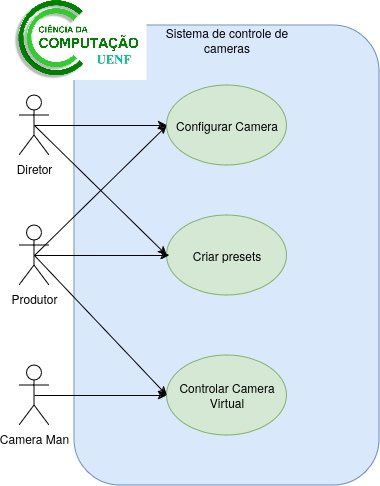 CIÊNCIA DA
COMPUTAÇÃO
UENF
Sistema de controle de
cameras
Configurar Camera
Diretor
Criar presets
Produtor
Controlar Camera
Virtual
Camera Man